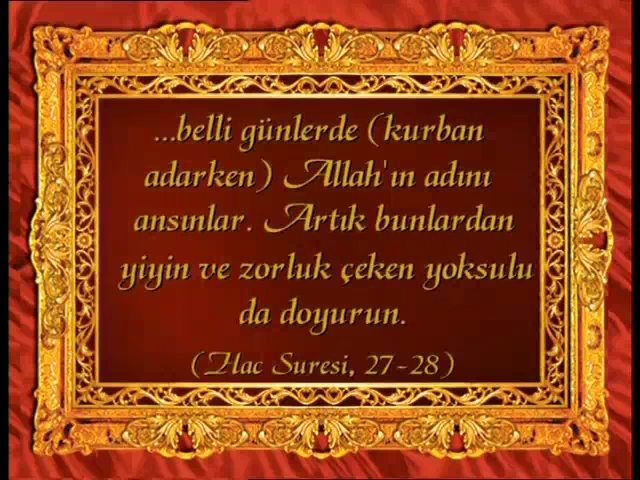 ...belli günlerde (kurban
adarken) Allah'ın adını
ansınlar. Artık bunlardan
yiyin ve zorluk çeken yoksulu
da doyurun.
(Hac Suresi, 27-28)